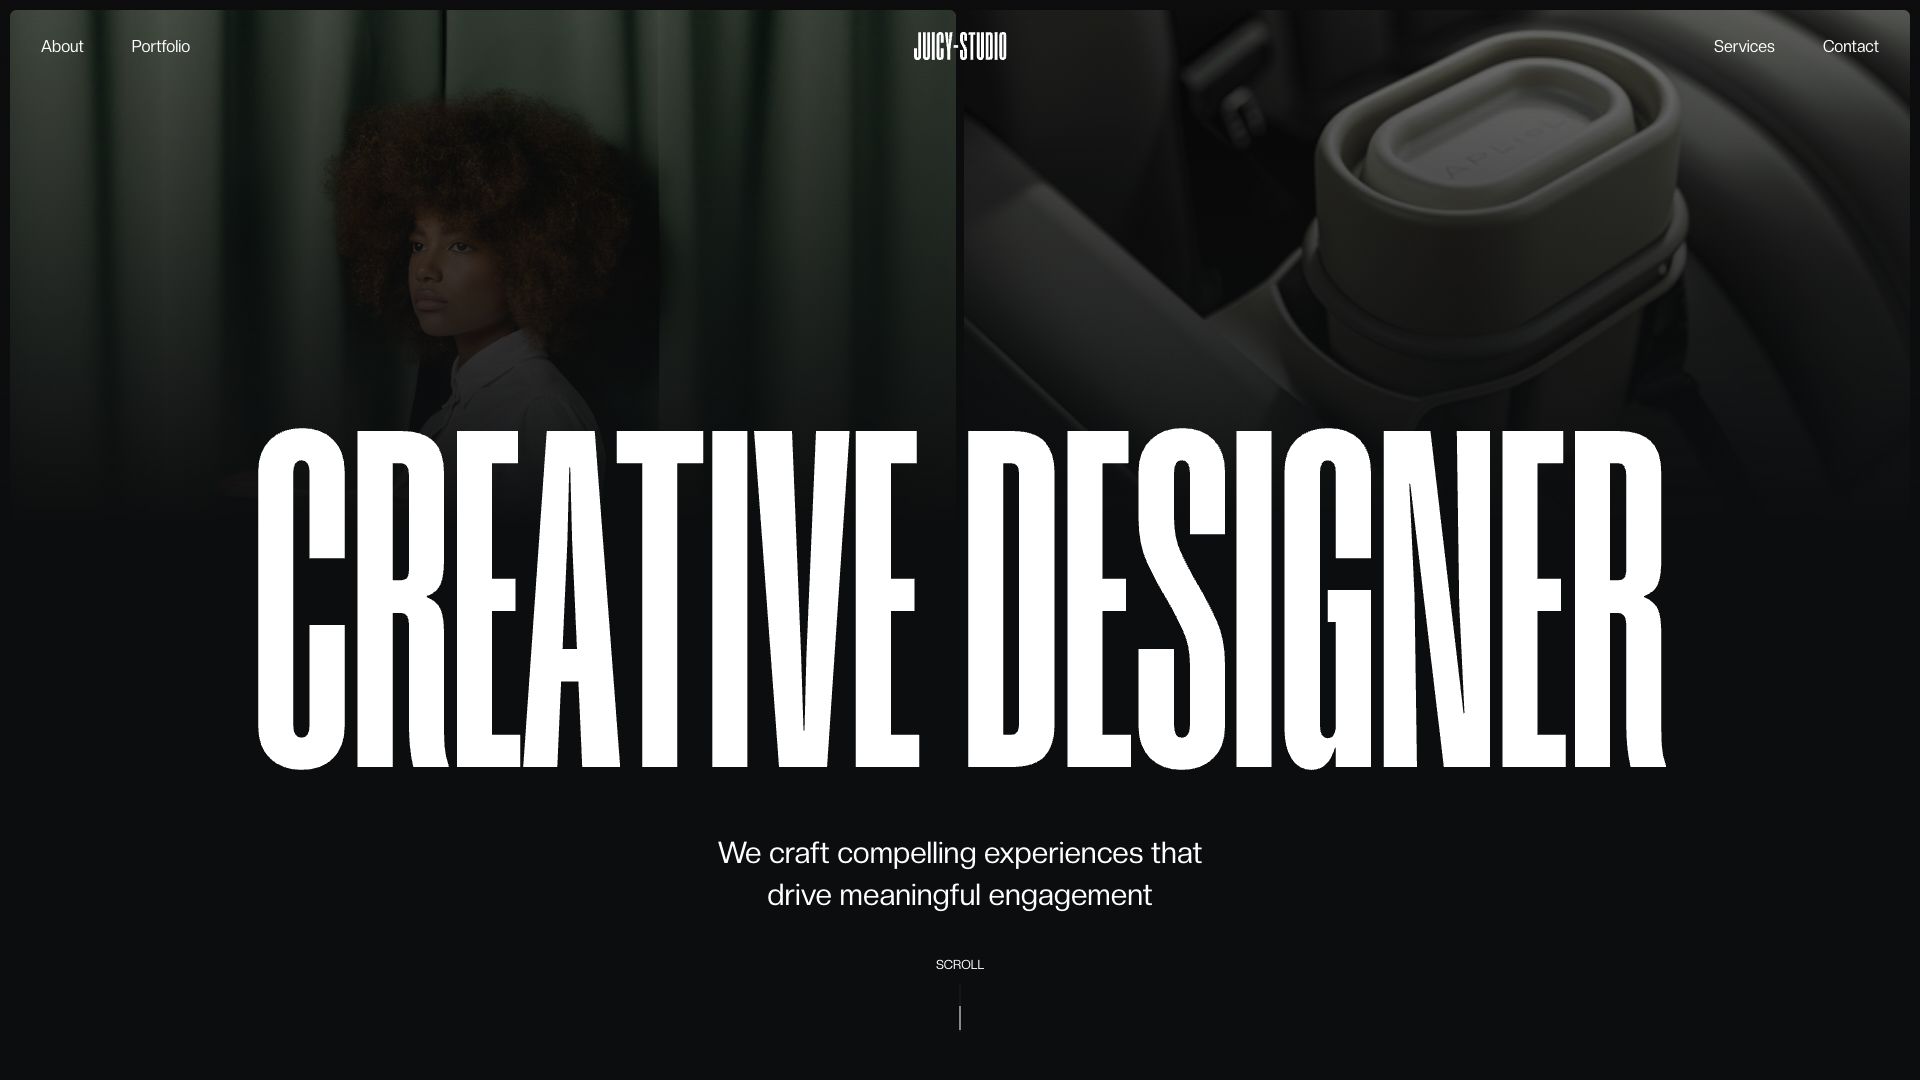 About
Portfolio
JUICY-STUDIO
Services
Contact
CREATIVE DESIGNER
We craft compelling experiences that
drive meaningful engagement
SCROLL